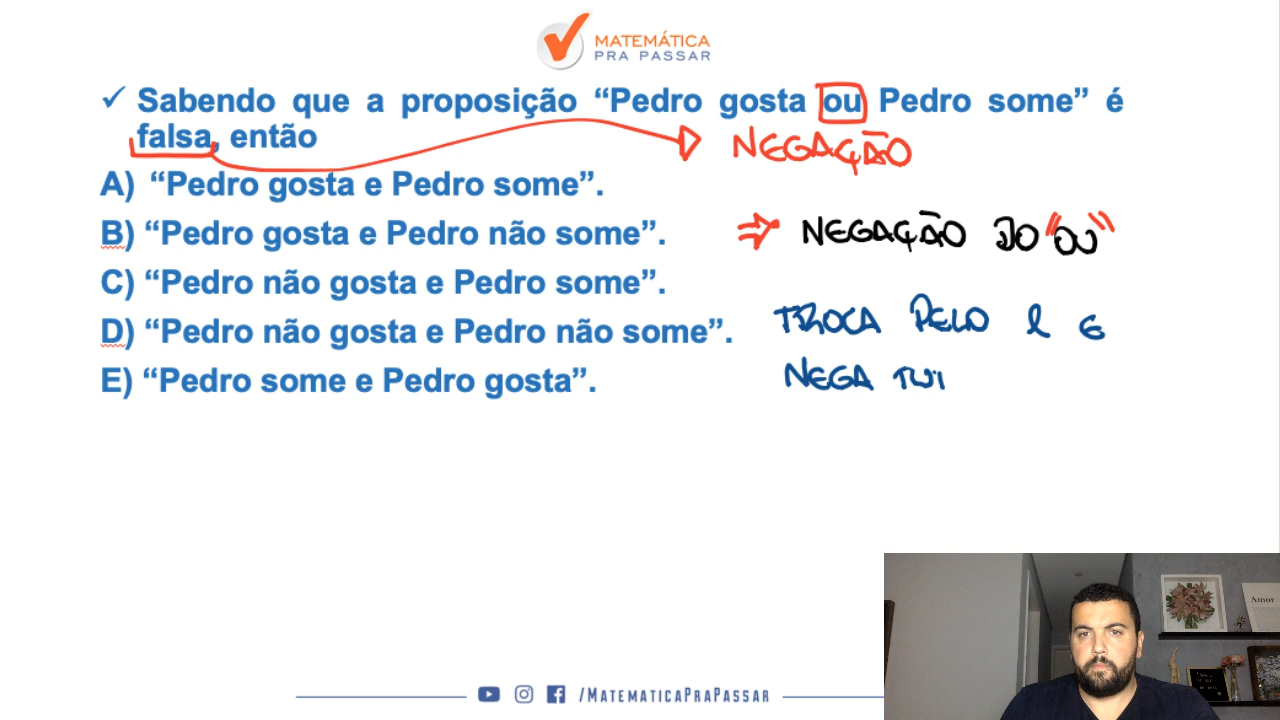 MATEMÁTICA
PRA PASSAR
✓ Sabendo que a proposição “Pedro gosta ou Pedro some” é
falsa, então
NEGAÇÃO
A) “Pedro gosta e Pedro some”.
B) “Pedro gosta e Pedro não some”.
⇒ NEGAÇÃO DO "OU"
C) “Pedro não gosta e Pedro some”.
D) “Pedro não gosta e Pedro não some”.
TROCA PELO e E
E) “Pedro some e Pedro gosta”.
NEGA
Amor
/MATEMATICAPRAPASSAR